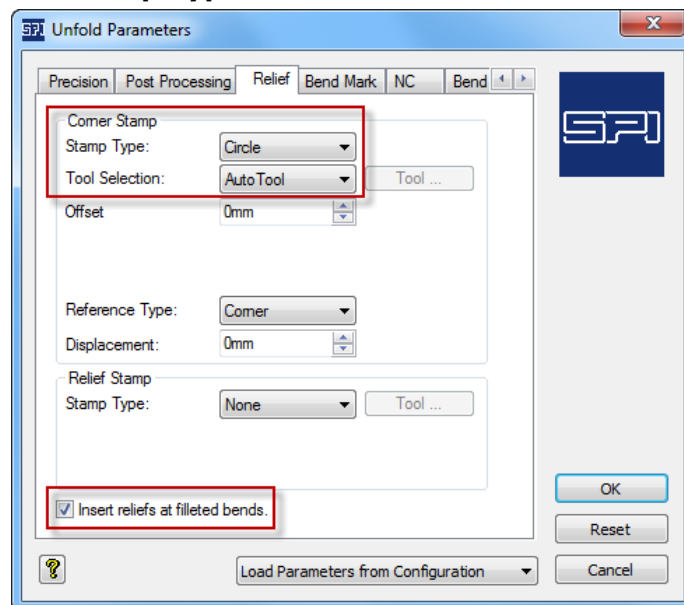 SPI Unfold Parameters
Precision Post Processing Relief Bend Mark NC Bend
SPI
Corner Stamp
Stamp Type: Circle
Tool Selection: AutoTool Tool ...
Offset 0mm
Reference Type: Corner
Displacement: 0mm
Relief Stamp
Stamp Type: None Tool ...
Insert reliefs at filleted bends.
OK
Reset
? Load Parameters from Configuration Cancel